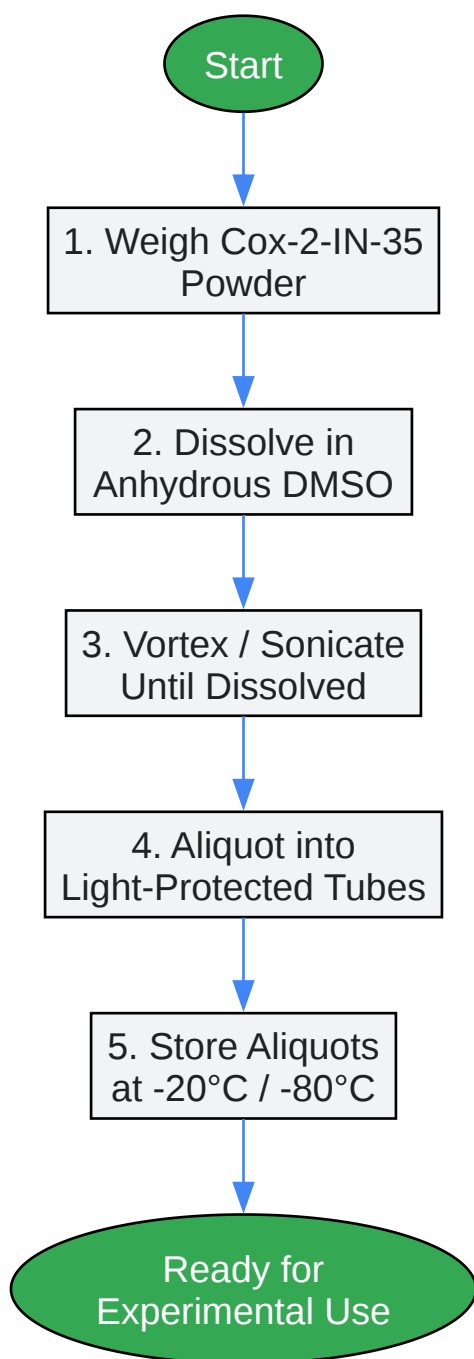 Start
1. Weigh Cox-2-IN-35
Powder
2. Dissolve in
Anhydrous DMSO
3. Vortex / Sonicate
Until Dissolved
4. Aliquot into
Light-Protected Tubes
5. Store Aliquots
at -20°C / -80°C
Ready for
Experimental Use